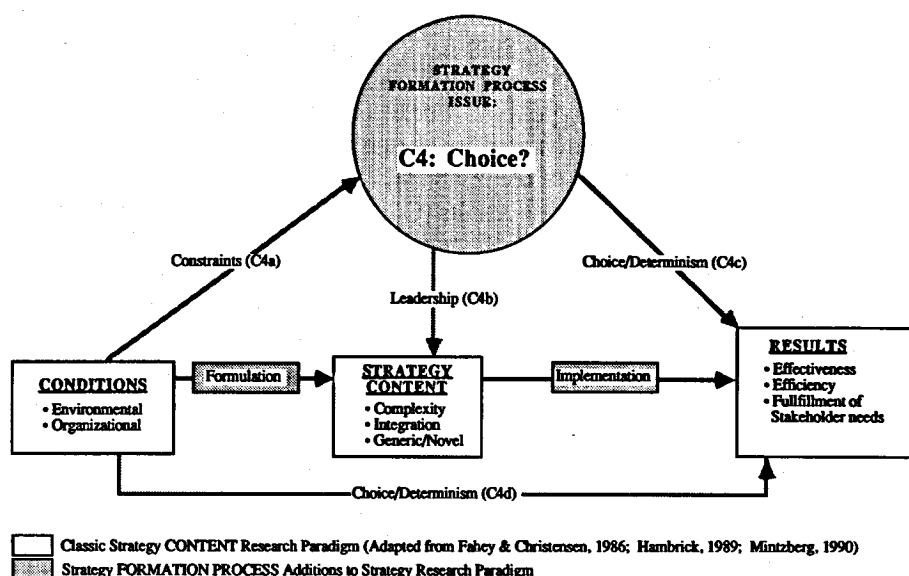 STRATEGY
FORMATION PROCESS
ISSUE:
C4: Choice?
Constraints (C4a)
Choice/Determinism (C4c)
Leadership (C4b)
CONDITIONS
• Environmental
• Organizational
Formulation
STRATEGY
CONTENT
• Complexity
• Integration
• Generic/Novel
Implementation
RESULTS
• Effectiveness
• Efficiency
• Fullfillment of
Stakeholder needs
Choice/Determinism (C4d)
Classic Strategy CONTENT Research Paradigm (Adapted from Fahey & Christensen, 1986; Hambrick, 1989; Mintzberg, 1990)
Strategy FORMATION PROCESS Additions to Strategy Research Paradigm